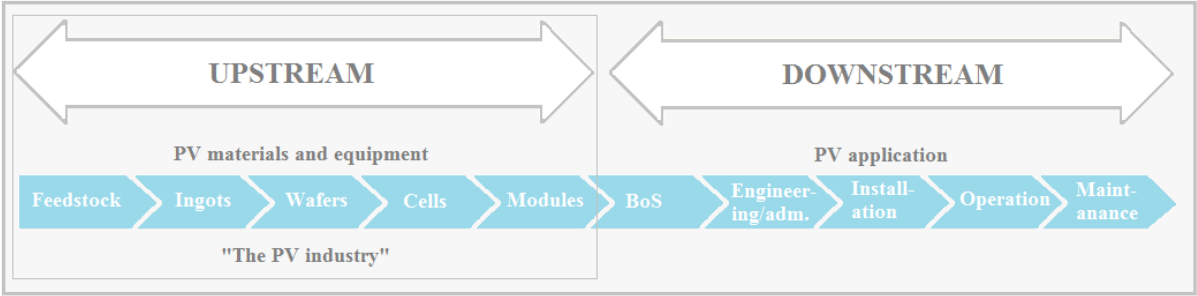 UPSTREAM
DOWNSTREAM
PV materials and equipment
PV application
Feedstock
Ingots
Wafers
Cells
Modules
BoS
Engineer-
ing/adm.
Install-
ation
Operation
Maint-
anance
"The PV industry"